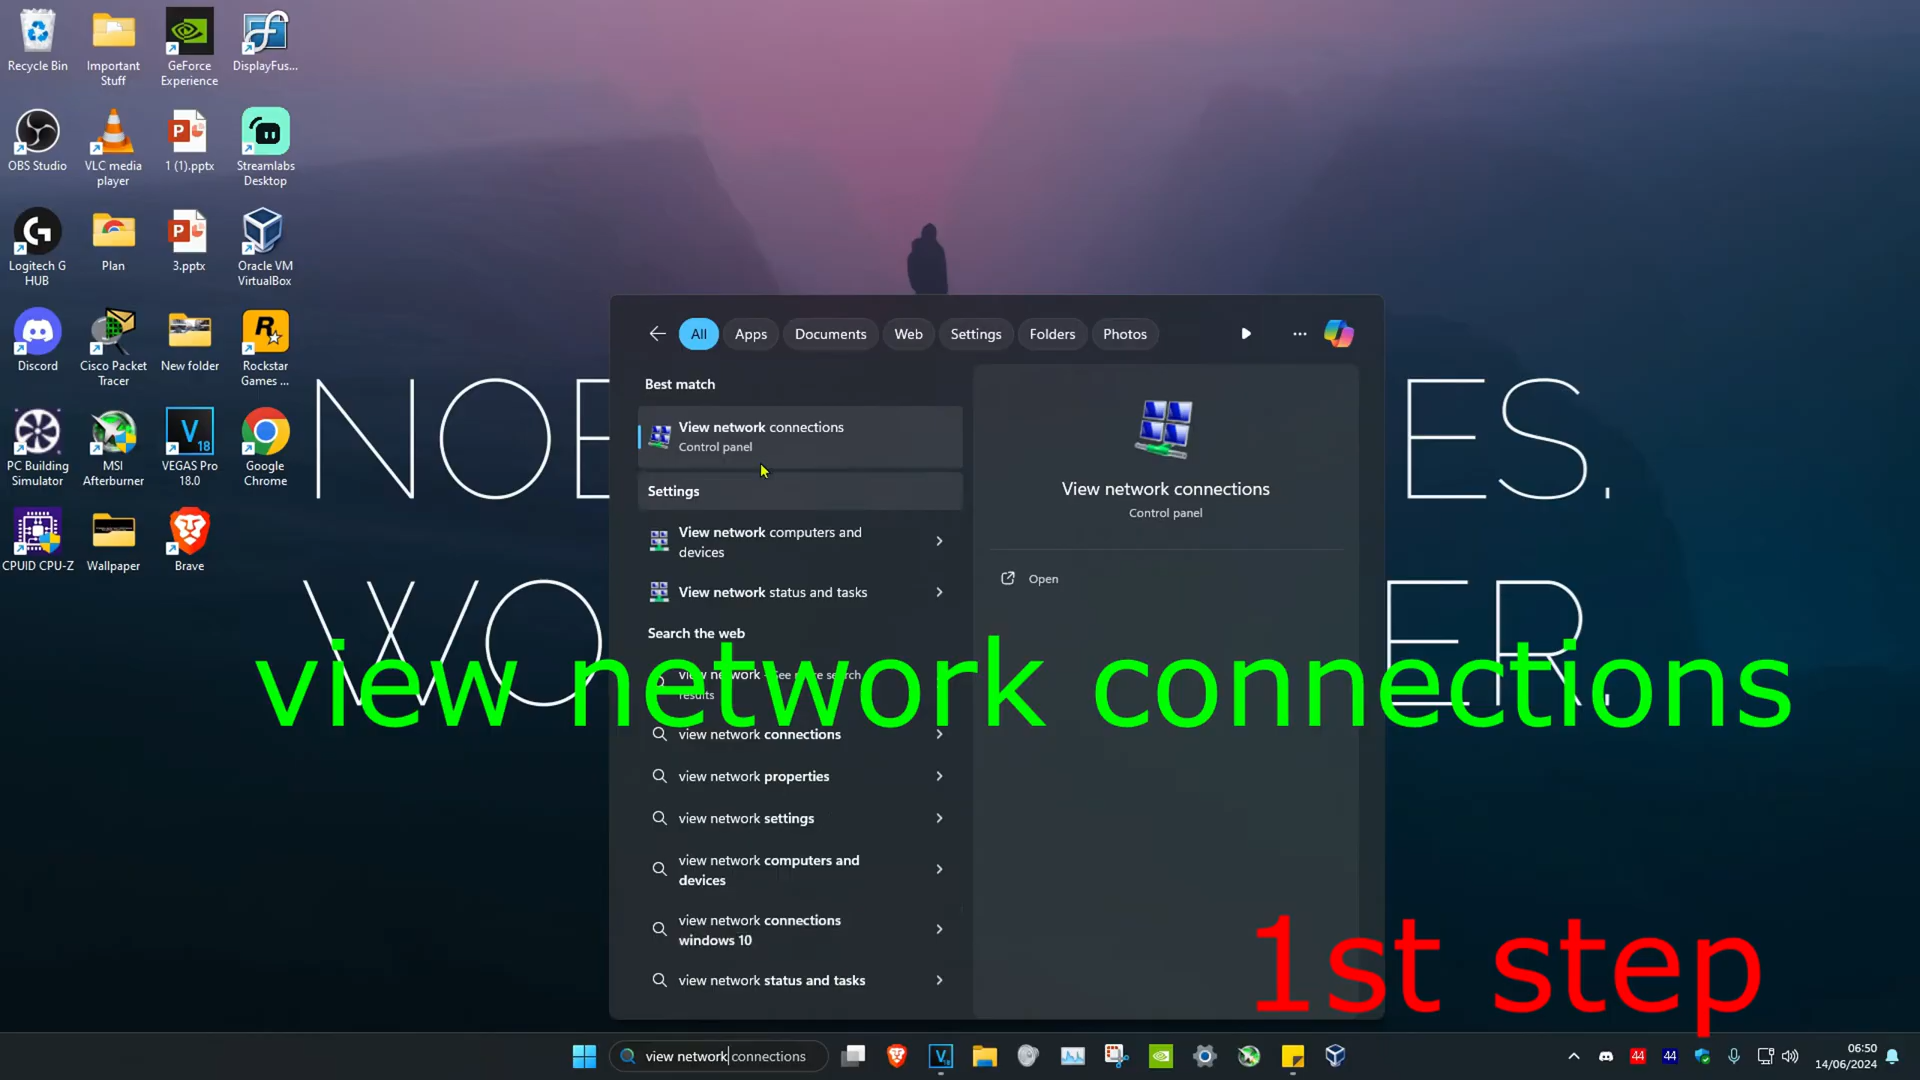 Recycle Bin
Important
Stuff
GeForce
Experience
DisplayFus...
OBS Studio
VLC media
player
1 (1).pptx
Streamlabs
Desktop
Logitech G
HUB
Plan
3.pptx
Oracle VM
VirtualBox
Discord
Cisco Packet
Tracer
New folder
Rockstar
Games ...
PC Building
Simulator
MSI
Afterburner
VEGAS Pro
18.0
Google
Chrome
CPUID CPU-Z
Wallpaper
Brave
All
Apps
Documents
Web
Settings
Folders
Photos
Best match
View network connections
Control panel
Settings
View network computers and
devices
View network status and tasks
Search the web
view network - See more search
results
view network connections
view network properties
view network settings
view network computers and
devices
view network connections
windows 10
view network status and tasks
View network connections
Control panel
Open
view network connections
1st step
view network connections
44
44
06:50
14/06/2024